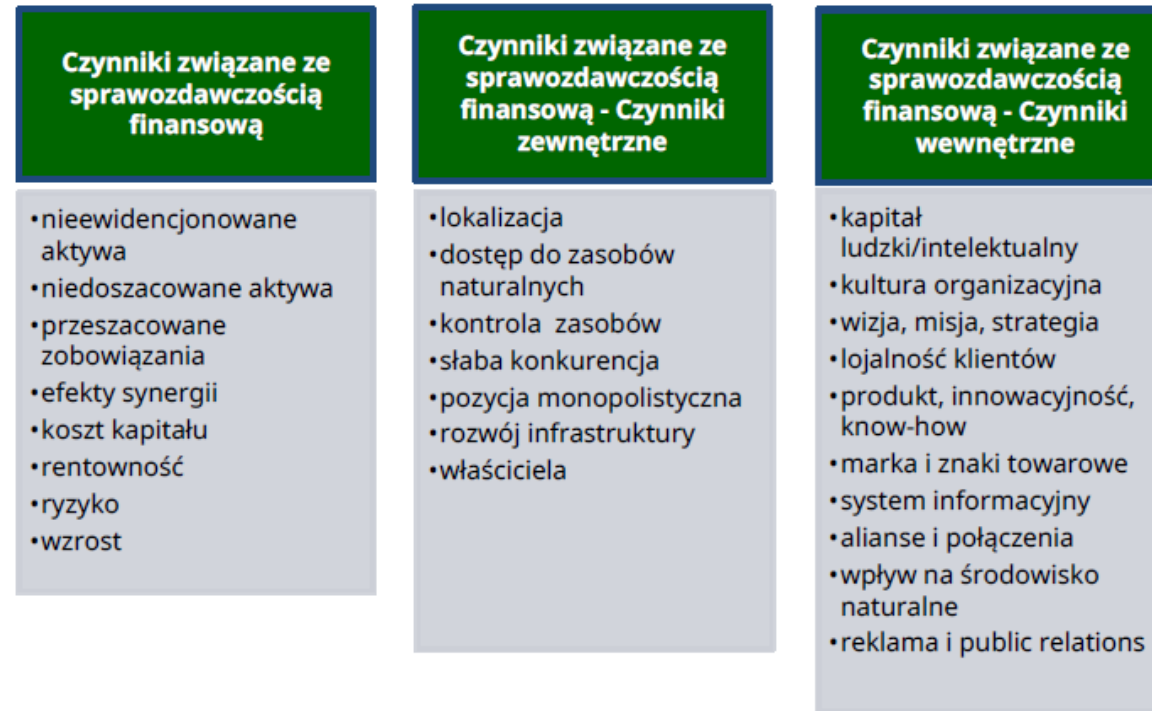 Czynniki związane ze
sprawozdawczością
finansową
•nieewidencjonowane
aktywa
•niedoszacowane aktywa
•przeszacowane
zobowiązania
•efekty synergii
•koszt kapitału
•rentowność
•ryzyko
•wzrost
Czynniki związane ze
sprawozdawczością
finansową - Czynniki
zewnętrzne
•lokalizacja
•dostęp do zasobów
naturalnych
•kontrola  zasobów
•słaba konkurencja
•pozycja monopolistyczna
•rozwój infrastruktury
•właściciela
Czynniki związane ze
sprawozdawczością
finansową - Czynniki
wewnętrzne
•kapitał
ludzki/intelektualny
•kultura organizacyjna
•wizja, misja, strategia
•lojalność klientów
•produkt, innowacyjność,
know-how
•marka i znaki towarowe
•system informacyjny
•alianse i połączenia
•wpływ na środowisko
naturalne
•reklama i public relations